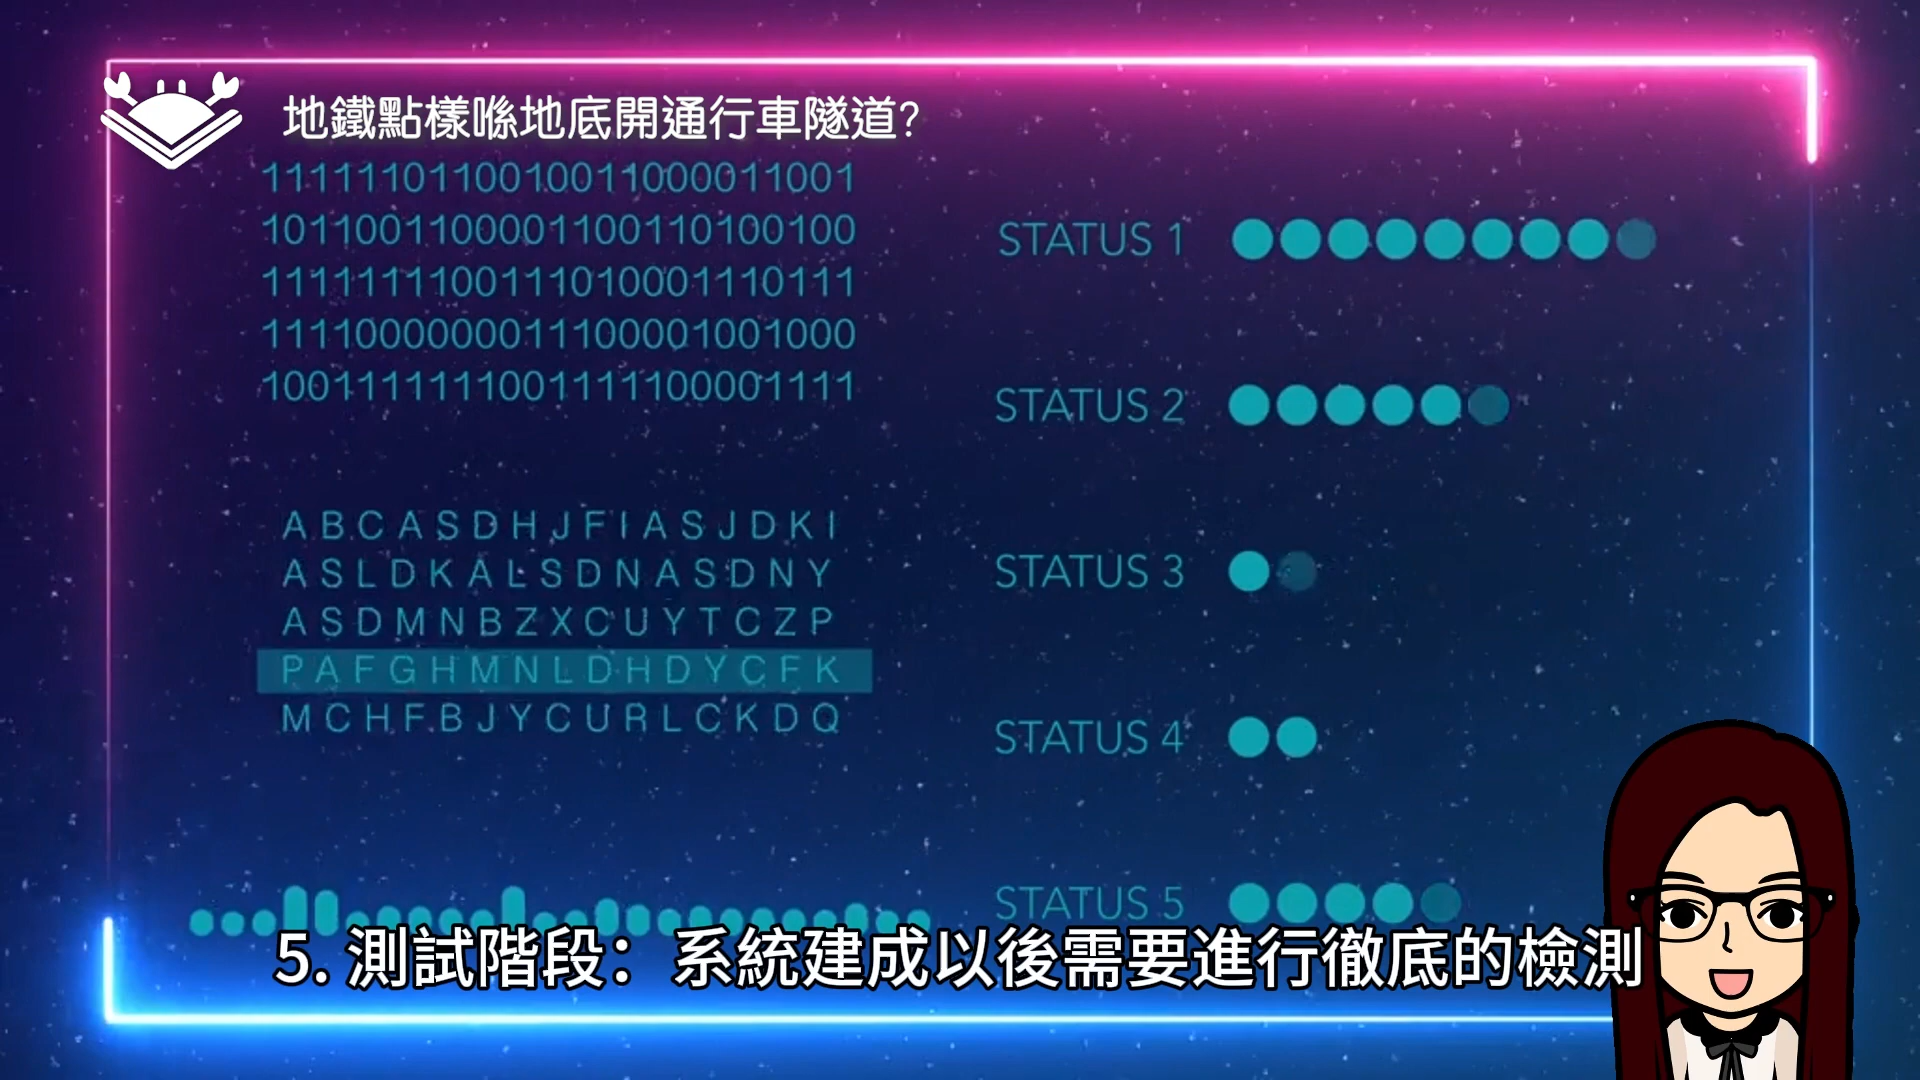 地鐵點樣喺地底開通行車隧道?
1111110110010011000011001
1011001100001100110100100
1111111100111010001110111
1111000000011100001001000
10011111111001111100001111
ABCASDHJFIASJDKI
ASLDKALSDNASDNY
ASDMNBZXCUYTCZP
PAFGHMNLDHDYCFK
MCHFBJYCURLCKDQ
STATUS 1
STATUS 2
STATUS 3
STATUS 4
STATUS 5
5. 測試階段：系統建成以後需要進行徹底的檢測